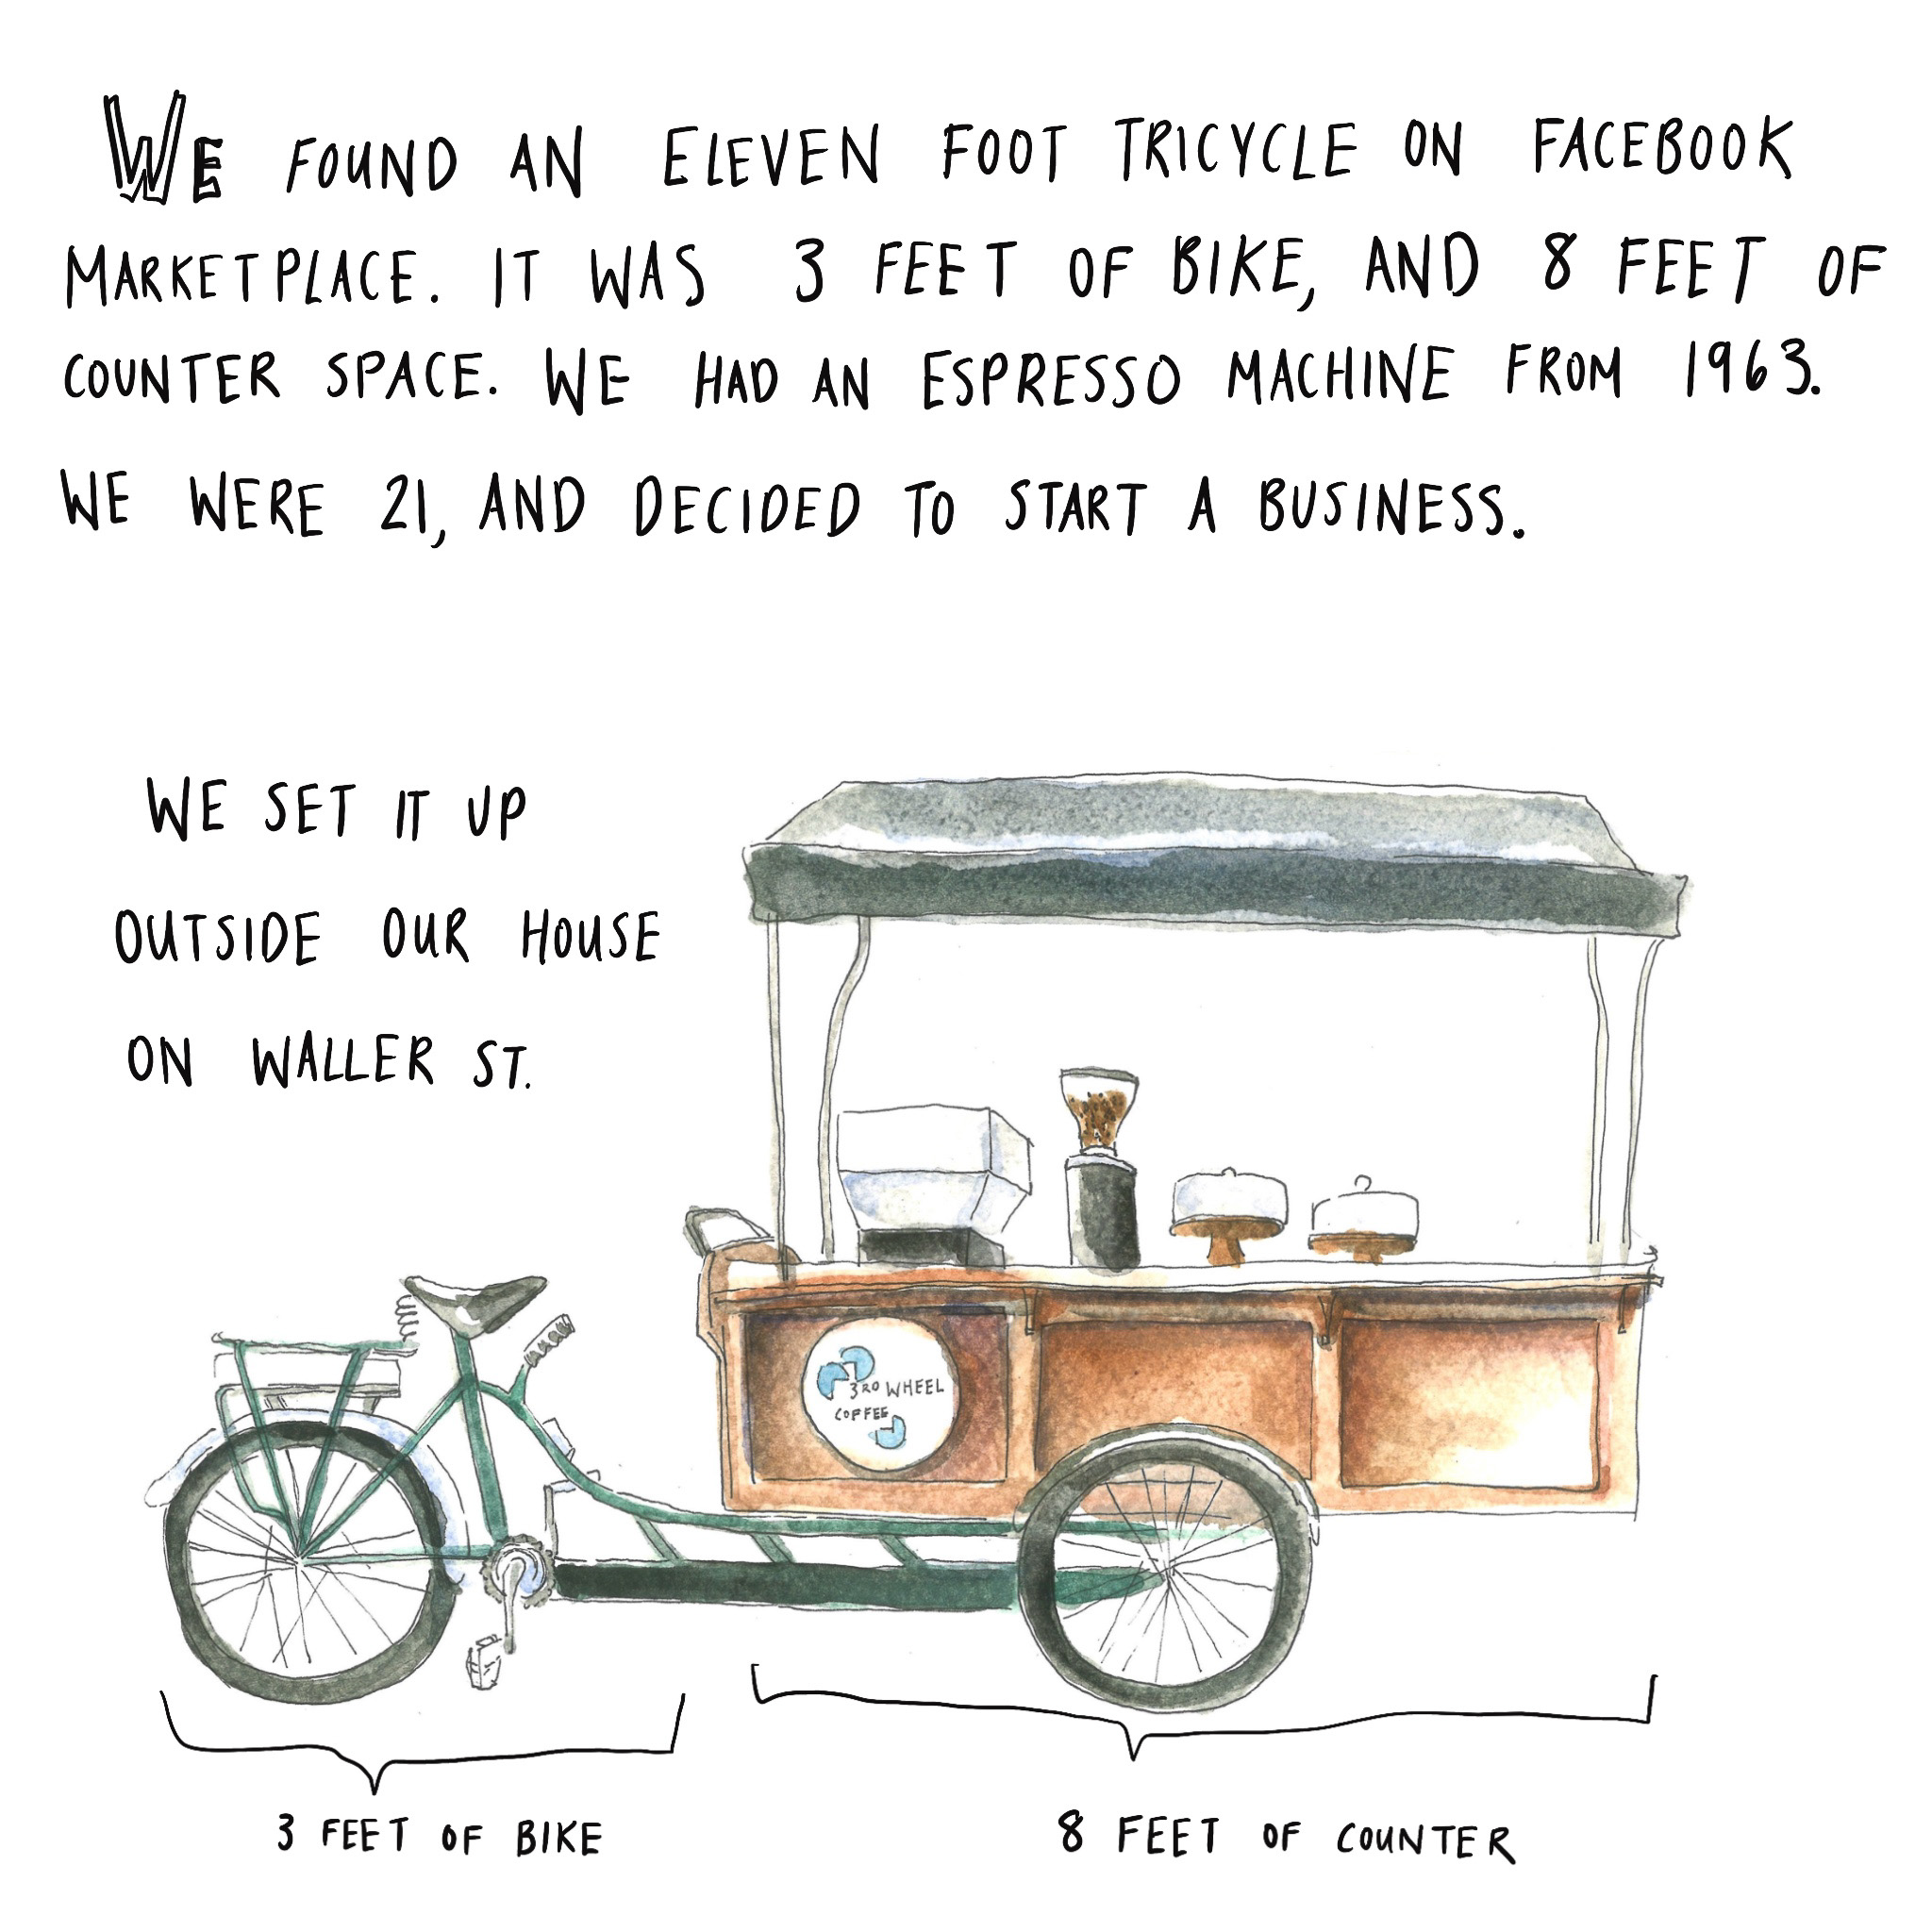 WE FOUND AN ELEVEN FOOT TRICYCLE ON FACEBOOK
MARKETPLACE. IT WAS 3 FEET OF BIKE, AND 8 FEET OF
COUNTER SPACE. WE HAD AN ESPRESSO MACHINE FROM 1963.
WE WERE 21, AND DECIDED TO START A BUSINESS.
WE SET IT UP
OUTSIDE OUR HOUSE
ON WALLER ST.
3RD WHEEL
COFFEE
3 FEET OF BIKE
8 FEET OF COUNTER